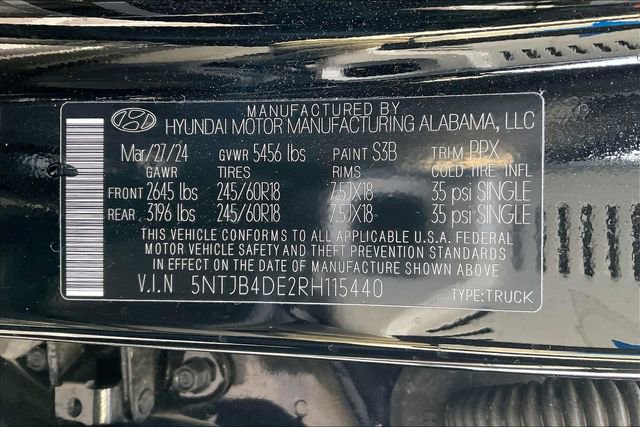 MANUFACTURED BY
HYUNDAI MOTOR MANUFACTURING ALABAMA, LLC
Mar/27/24 GVWR 5456 lbs PAINT S3B TRIM PPX
GAWR TIRES RIMS COLD TIRE INFL
FRONT 2645 lbs 245/60R18 7.5JX18 35 psi SINGLE
REAR 3196 lbs 245/60R18 7.5JX18 35 psi SINGLE
THIS VEHICLE CONFORMS TO ALL APPLICABLE U.S.A. FEDERAL
MOTOR VEHICLE SAFETY AND THEFT PREVENTION STANDARDS
IN EFFECT ON THE DATE OF MANUFACTURE SHOWN ABOVE
V.I.N 5NTJB4DE2RH115440 TYPE:TRUCK